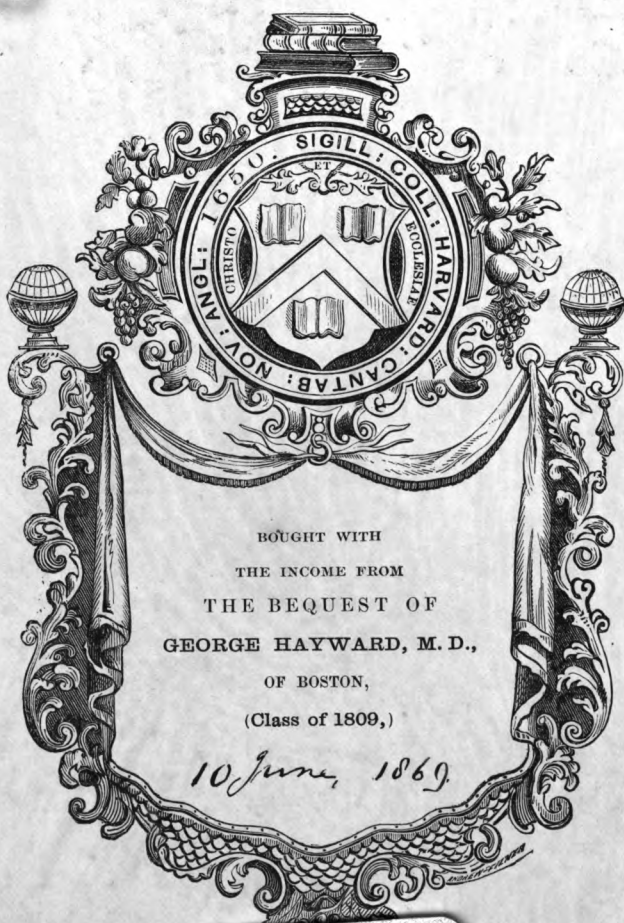 SIGILL: COLL: HARVARD: CANTAB: NOV: ANGL: 1650.
ET
CHRISTO
ECCLESIAE
BOUGHT WITH
THE INCOME FROM
THE BEQUEST OF
GEORGE HAYWARD, M. D.,
OF BOSTON,
(Class of 1809,)
10 June, 1869.